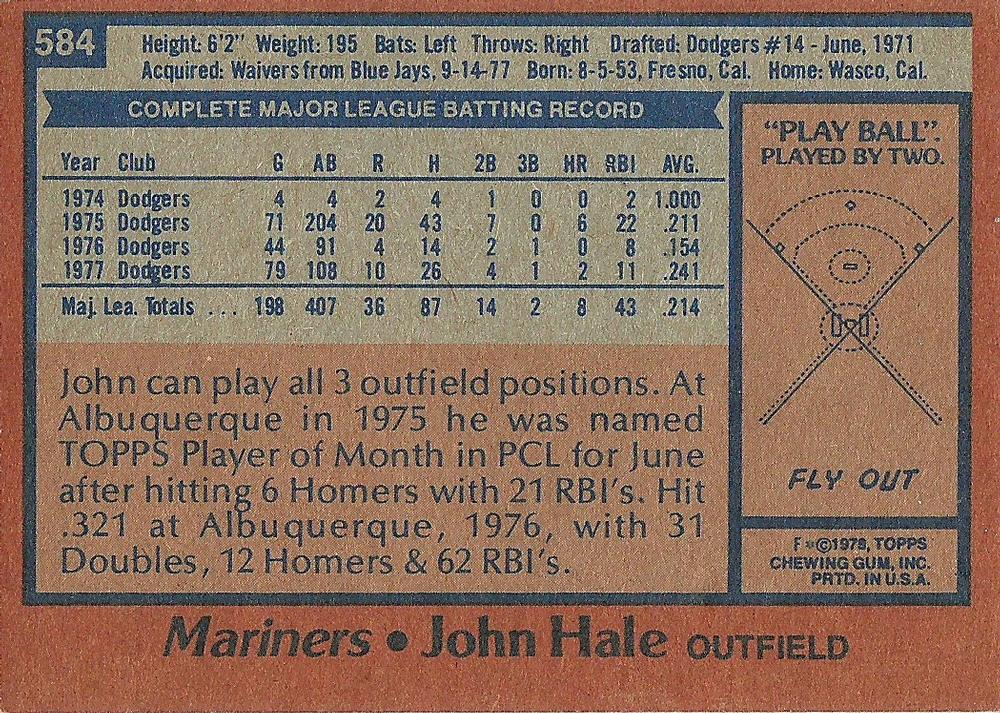 584
Height: 6'2" Weight: 195 Bats: Left Throws: Right Drafted: Dodgers #14 - June, 1971
Acquired: Waivers from Blue Jays, 9-14-77 Born: 8-5-53, Fresno, Cal. Home: Wasco, Cal.
COMPLETE MAJOR LEAGUE BATTING RECORD
Year Club G AB R H 2B 3B HR RBI AVG.
1974 Dodgers 4 4 2 4 1 0 0 2 1.000
1975 Dodgers 71 204 20 43 7 0 6 22 .211
1976 Dodgers 44 91 4 14 2 1 0 8 .154
1977 Dodgers 79 108 10 26 4 1 2 11 .241
Maj. Lea. Totals ... 198 407 36 87 14 2 8 43 .214
John can play all 3 outfield positions. At
Albuquerque in 1975 he was named
TOPPS Player of Month in PCL for June
after hitting 6 Homers with 21 RBI's. Hit
.321 at Albuquerque, 1976, with 31
Doubles, 12 Homers & 62 RBI's.
"PLAY BALL".
PLAYED BY TWO.
FLY OUT
F *©1978, TOPPS
CHEWING GUM, INC.
PRTD. IN U.S.A.
Mariners • John Hale OUTFIELD